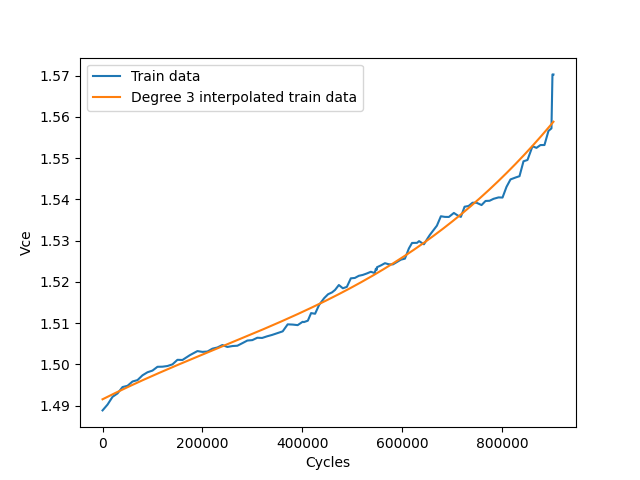 Train data
Degree 3 interpolated train data
1.57
1.56
1.55
1.54
1.53
1.52
1.51
1.50
1.49
Vce
0 200000 400000 600000 800000
Cycles